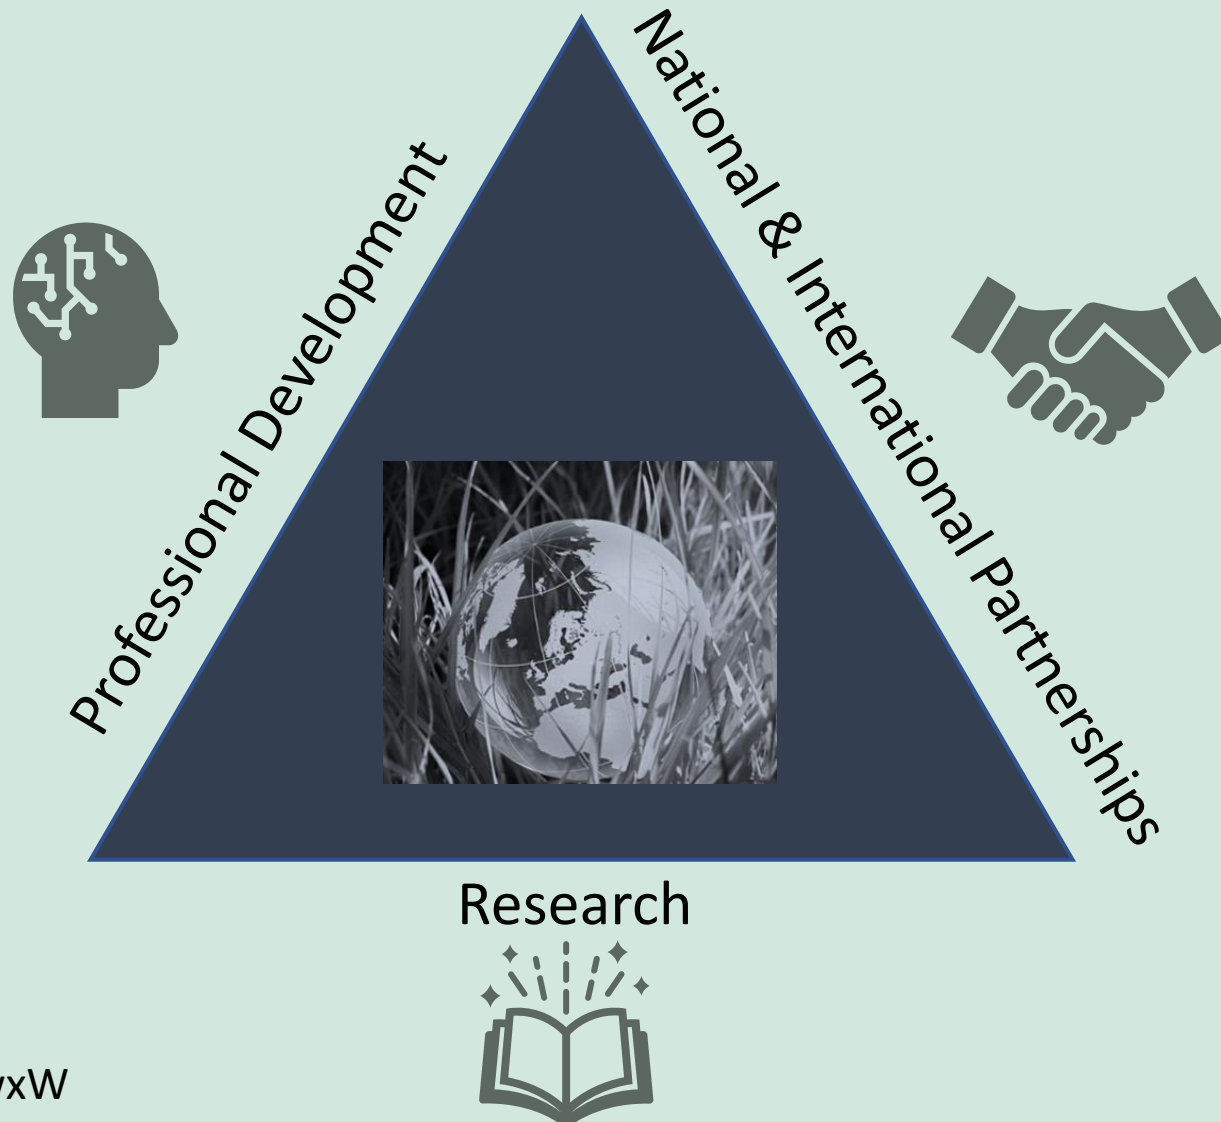 Professional Development
National & International Partnerships
Research